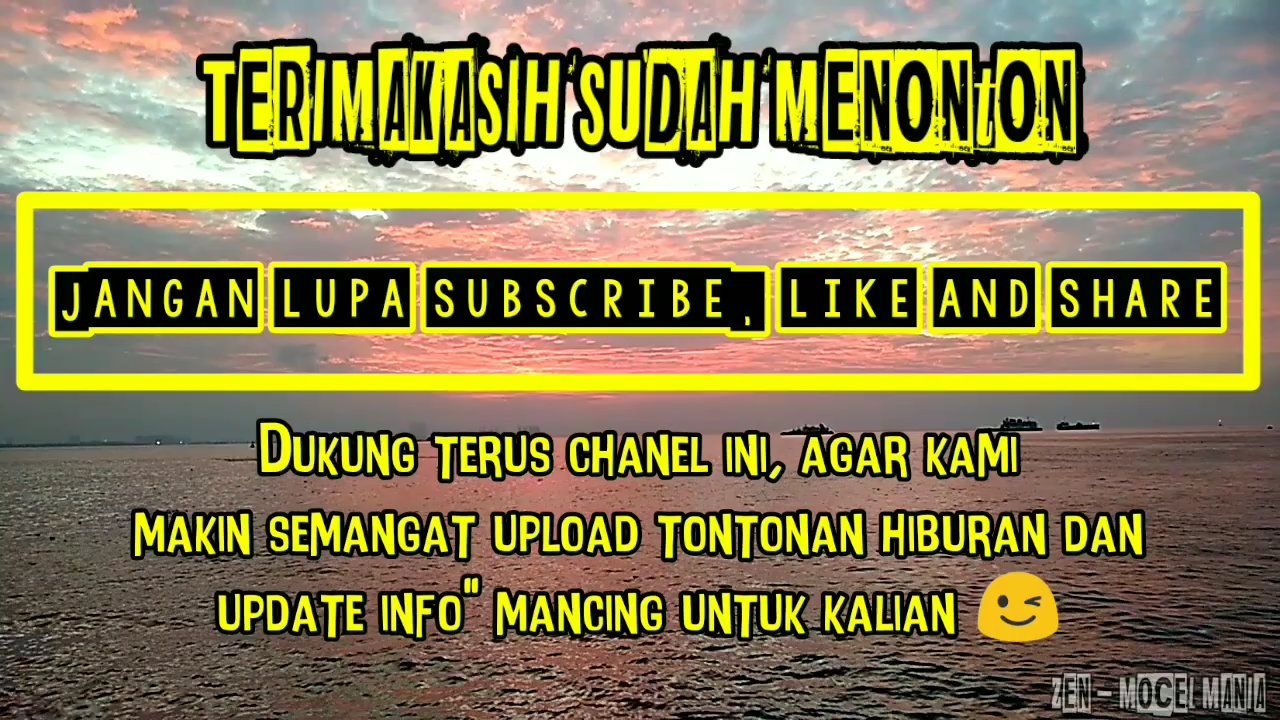 TERIMAKASIH SUDAH MENONtON
JANGAN LUPA SUBSCRIBE, LIKE AND SHARE
Dukung terus chanel ini, agar kami
makin semangat upload tontonan hiburan dan
update info" mancing untuk kalian 😉
ZEN - MOCEL MANIA